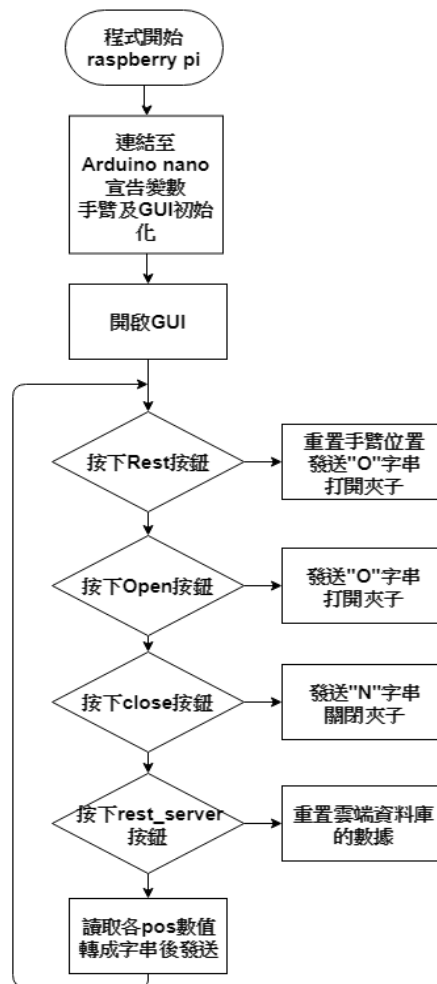 程式開始
raspberry pi
連結至
Arduino nano
宣告變數
手臂及GUI初始
化
開啟GUI
按下Rest按鈕
重置手臂位置
發送"O"字串
打開夾子
按下Open按鈕
發送"O"字串
打開夾子
按下close按鈕
發送"N"字串
關閉夾子
按下rest_server
按鈕
重置雲端資料庫
的數據
讀取各pos數值
轉成字串後發送